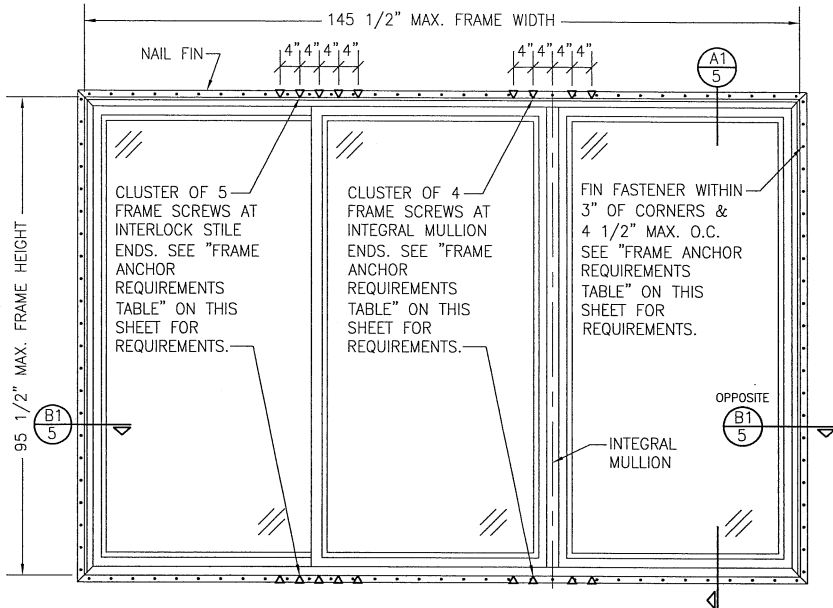 145 1/2" MAX. FRAME WIDTH
NAIL FIN
4" 4" 4" 4"
4" 4" 4" 4"
A1
5
95 1/2" MAX. FRAME HEIGHT
CLUSTER OF 5
FRAME SCREWS AT
INTERLOCK STILE
ENDS. SEE "FRAME
ANCHOR
REQUIREMENTS
TABLE" ON THIS
SHEET FOR
REQUIREMENTS.
CLUSTER OF 4
FRAME SCREWS AT
INTEGRAL MULLION
ENDS. SEE "FRAME
ANCHOR
REQUIREMENTS
TABLE" ON THIS
SHEET FOR
REQUIREMENTS.
FIN FASTENER WITHIN
3" OF CORNERS &
4 1/2" MAX. O.C.
SEE "FRAME ANCHOR
REQUIREMENTS
TABLE" ON THIS
SHEET FOR
REQUIREMENTS.
B1
5
OPPOSITE
B1
5
INTEGRAL
MULLION